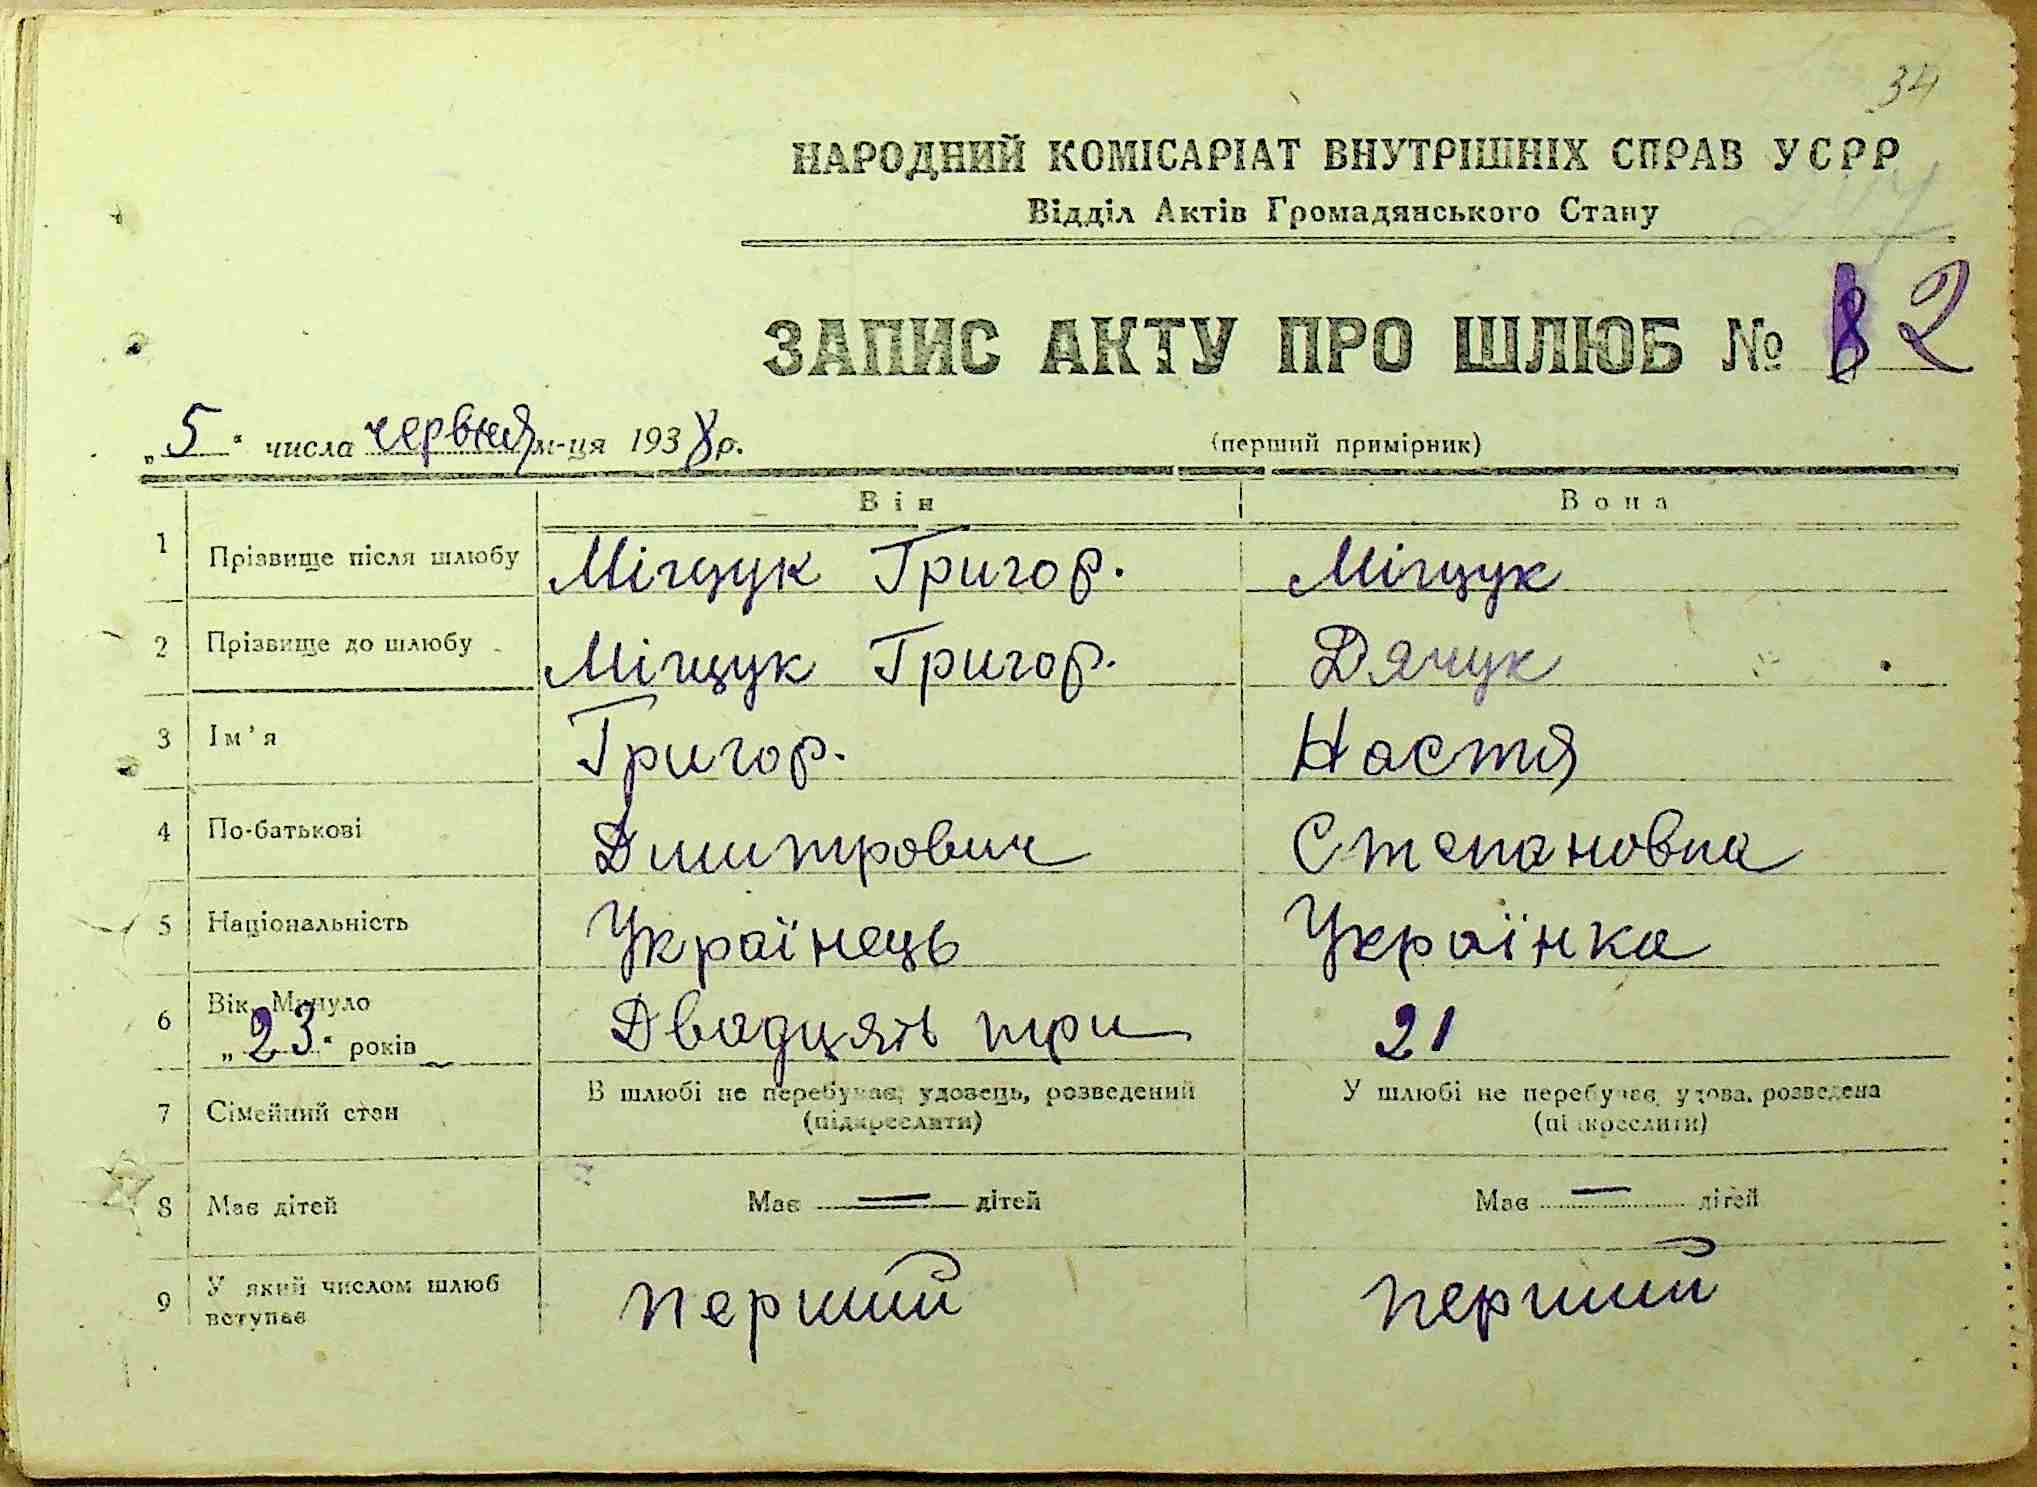 34
НАРОДНИЙ КОМІСАРІАТ ВНУТРІШНІХ СПРАВ УСРР
Відділ Актів Громадянського Стану
ЗАПИС АКТУ ПРО ШЛЮБ № 82
„5“ числа червня м-ця 1938 р. (перший примірник)
Він Вона
1 Прізвище після шлюбу Міщук Григор. Міщук
2 Прізвище до шлюбу Міщук Григор. Дячук
3 Ім'я Григор. Настя
4 По-батькові Димитрович Степановна
5 Національність Українець Українка
6 Вік. Минуло „23“ років Двадцять три 21
7 Сімейний стан В шлюбі не перебуває, удовець, розведений (підкреслити) У шлюбі не перебуває, удова, розведена (підкреслити)
8 Має дітей Має — дітей Має — дітей
9 У який числом шлюб вступає перший перший